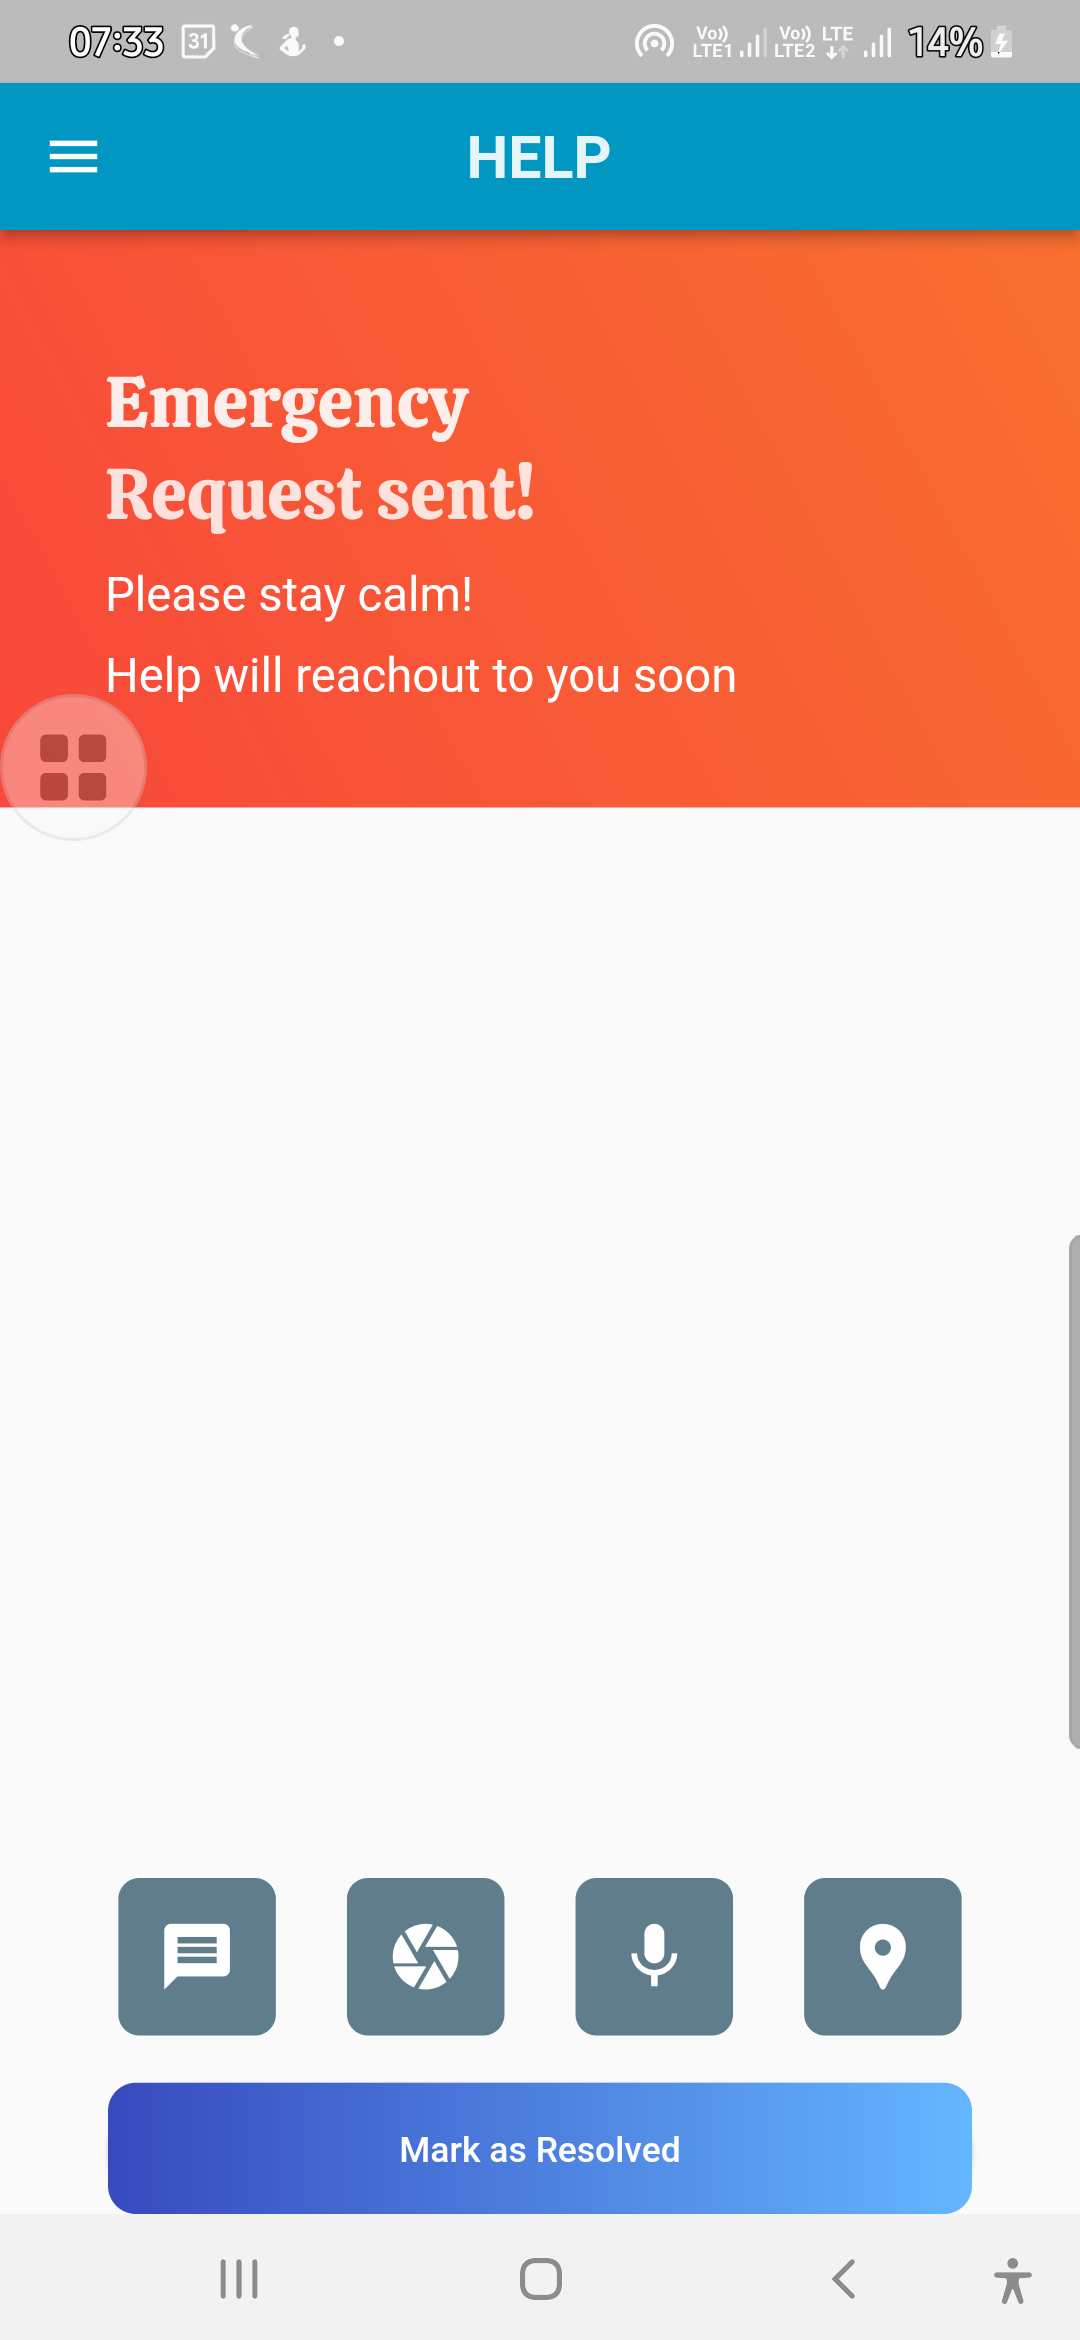 07:33 31 Vo)) LTE1 Vo)) LTE2 LTE 14%
HELP
Emergency
Request sent!
Please stay calm!
Help will reachout to you soon
Mark as Resolved